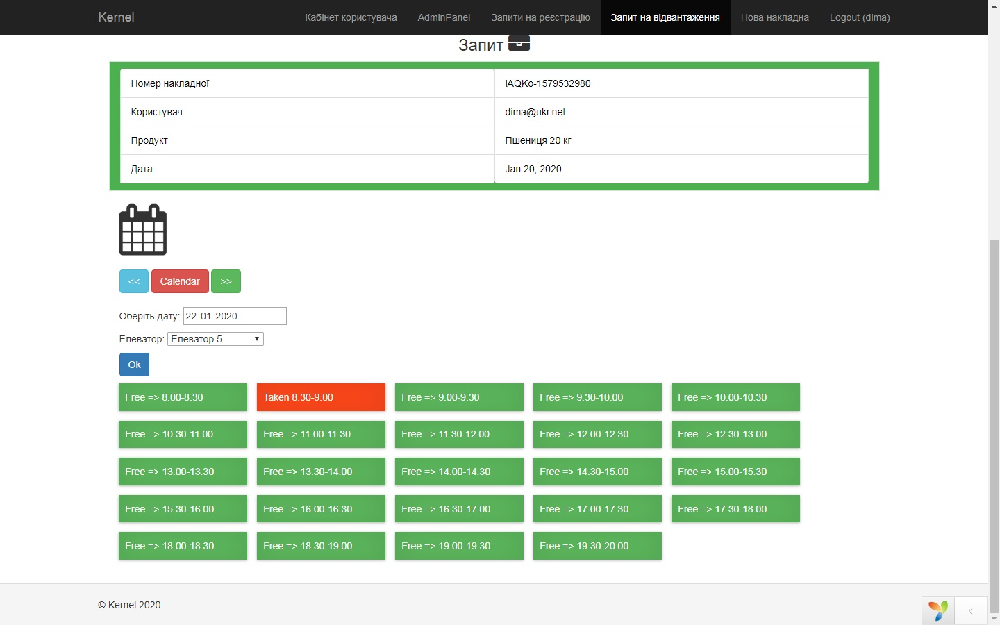 Kernel Кабінет користувача AdminPanel Запити на реєстрацію Запит на відвантаження Нова накладна Logout (dima)
Запит
Номер накладної IAQKo-1579532980
Користувач dima@ukr.net
Продукт Пшениця 20 кг
Дата Jan 20, 2020
<< Calendar >>
Оберіть дату: 22.01.2020
Елеватор: Елеватор 5
Ok
Free => 8.00-8.30 Taken 8.30-9.00 Free => 9.00-9.30 Free => 9.30-10.00 Free => 10.00-10.30
Free => 10.30-11.00 Free => 11.00-11.30 Free => 11.30-12.00 Free => 12.00-12.30 Free => 12.30-13.00
Free => 13.00-13.30 Free => 13.30-14.00 Free => 14.00-14.30 Free => 14.30-15.00 Free => 15.00-15.30
Free => 15.30-16.00 Free => 16.00-16.30 Free => 16.30-17.00 Free => 17.00-17.30 Free => 17.30-18.00
Free => 18.00-18.30 Free => 18.30-19.00 Free => 19.00-19.30 Free => 19.30-20.00
© Kernel 2020